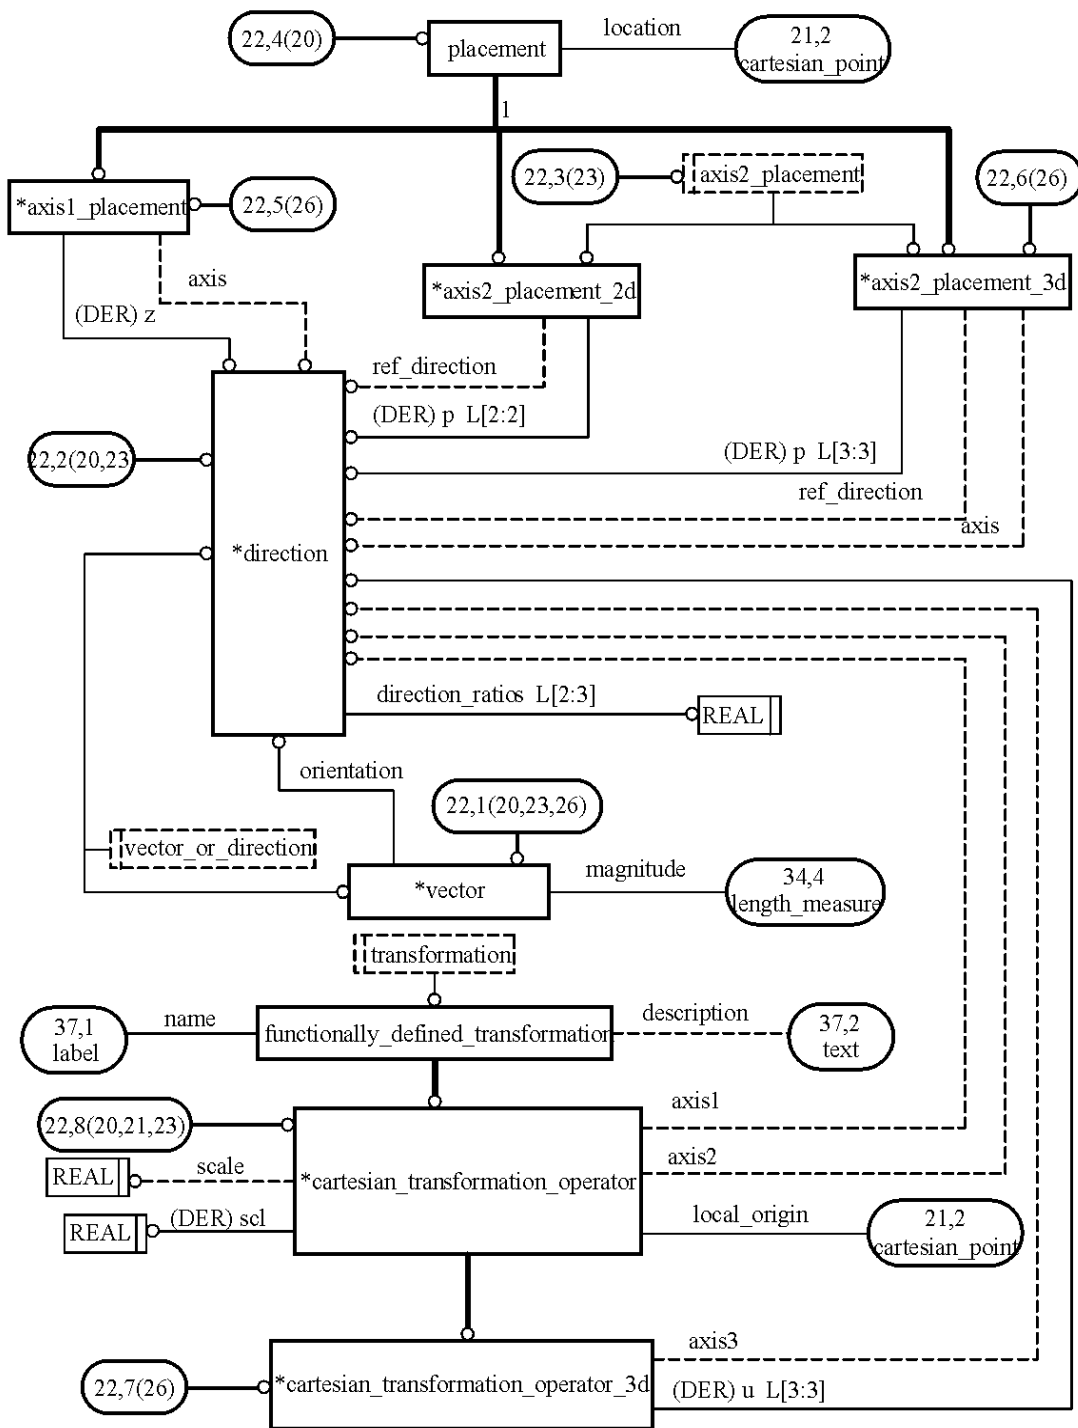 22,4(20)
placement
location
21,2
cartesian_point
1
22,3(23)
axis2_placement
22,6(26)
*axis1_placement
22,5(26)
axis
(DER) z
*axis2_placement_2d
*axis2_placement_3d
ref_direction
(DER) p L[2:2]
22,2(20,23
(DER) p L[3:3]
ref_direction
axis
*direction
direction_ratios L[2:3]
REAL
orientation
22,1(20,23,26)
vector_or_direction
*vector
magnitude
34,4
length_measure
transformation
37,1
label
name
functionally_defined_transformation
description
37,2
text
22,8(20,21,23)
axis1
REAL
scale
*cartesian_transformation_operator
axis2
REAL
(DER) scl
local_origin
21,2
cartesian_point
axis3
22,7(26)
*cartesian_transformation_operator_3d
(DER) u L[3:3]